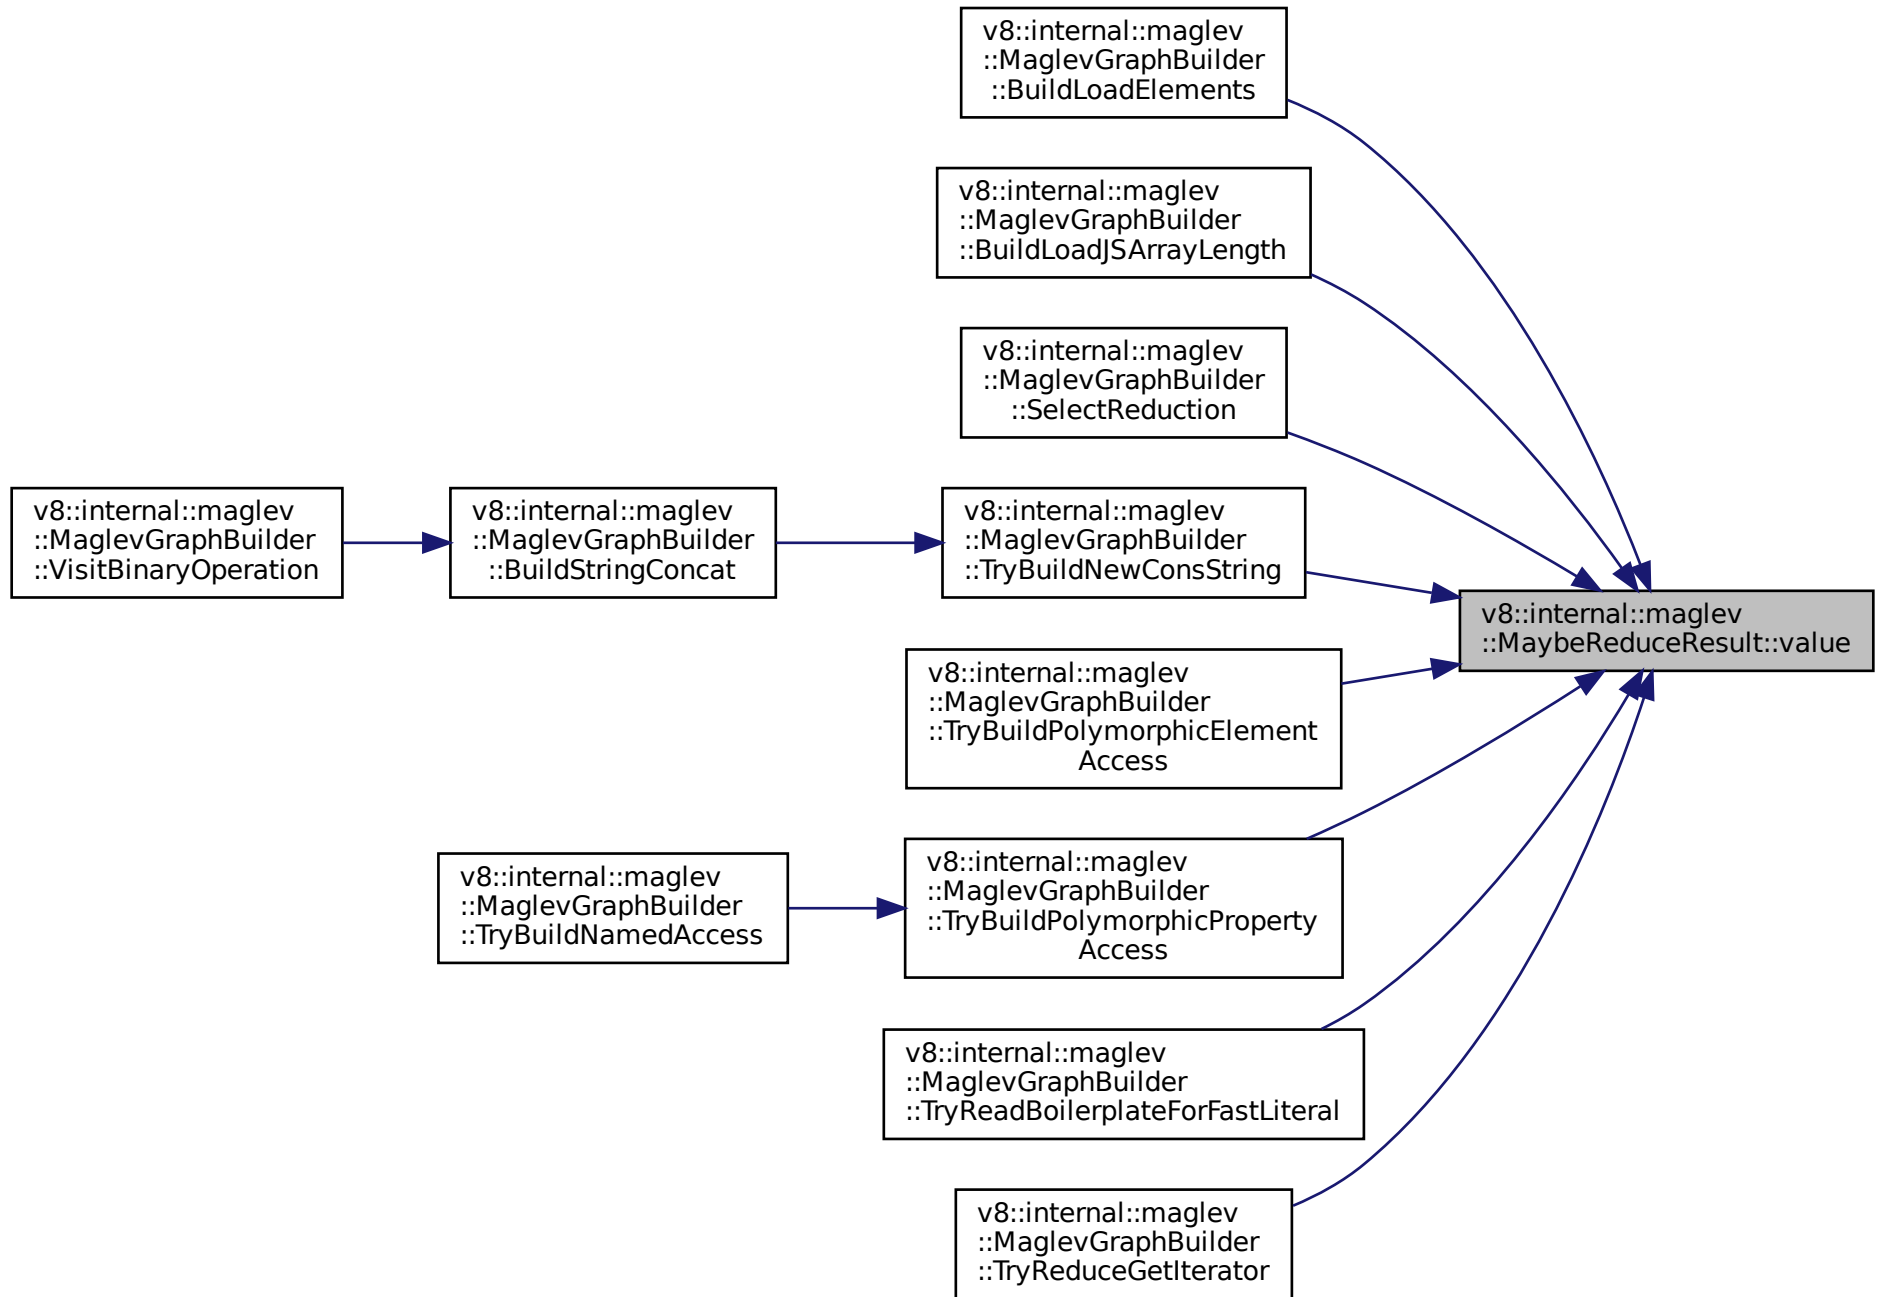 v8::internal::maglev
::MaglevGraphBuilder
::BuildLoadElements
v8::internal::maglev
::MaglevGraphBuilder
::BuildLoadJSArrayLength
v8::internal::maglev
::MaglevGraphBuilder
::SelectReduction
v8::internal::maglev
::MaglevGraphBuilder
::VisitBinaryOperation
v8::internal::maglev
::MaglevGraphBuilder
::BuildStringConcat
v8::internal::maglev
::MaglevGraphBuilder
::TryBuildNewConsString
v8::internal::maglev
::MaybeReduceResult::value
v8::internal::maglev
::MaglevGraphBuilder
::TryBuildPolymorphicElement
Access
v8::internal::maglev
::MaglevGraphBuilder
::TryBuildNamedAccess
v8::internal::maglev
::MaglevGraphBuilder
::TryBuildPolymorphicProperty
Access
v8::internal::maglev
::MaglevGraphBuilder
::TryReadBoilerplateForFastLiteral
v8::internal::maglev
::MaglevGraphBuilder
::TryReduceGetIterator